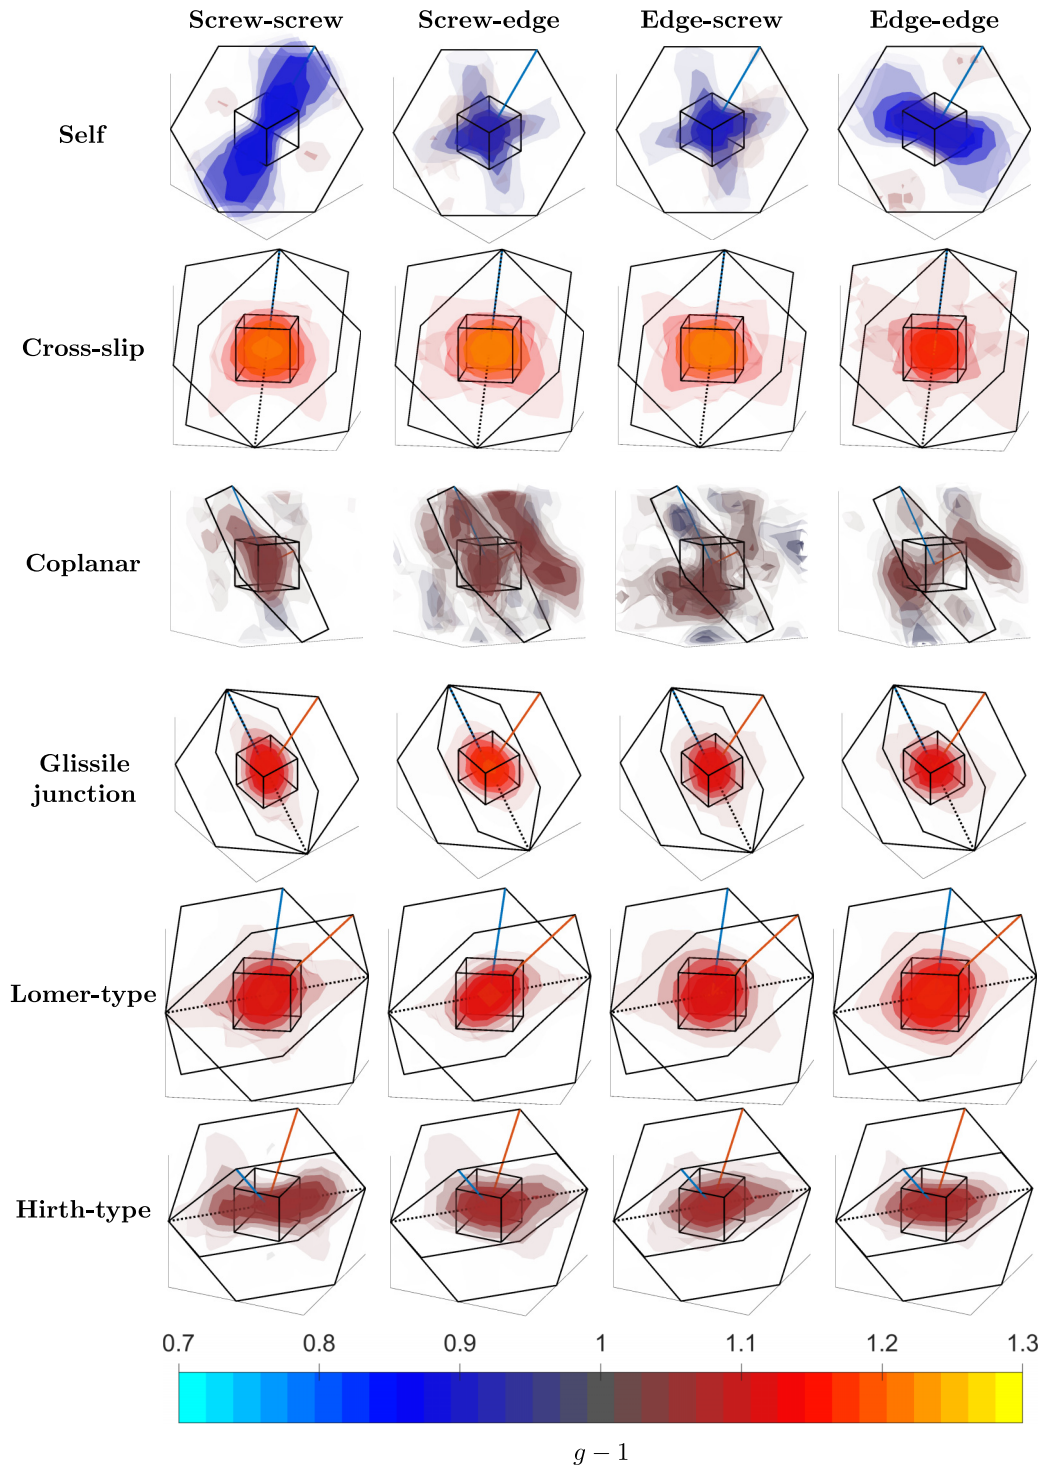 Screw-screw Screw-edge Edge-screw Edge-edge
Self
Cross-slip
Coplanar
Glissile
junction
Lomer-type
Hirth-type
0.7 0.8 0.9 1 1.1 1.2 1.3
g − 1